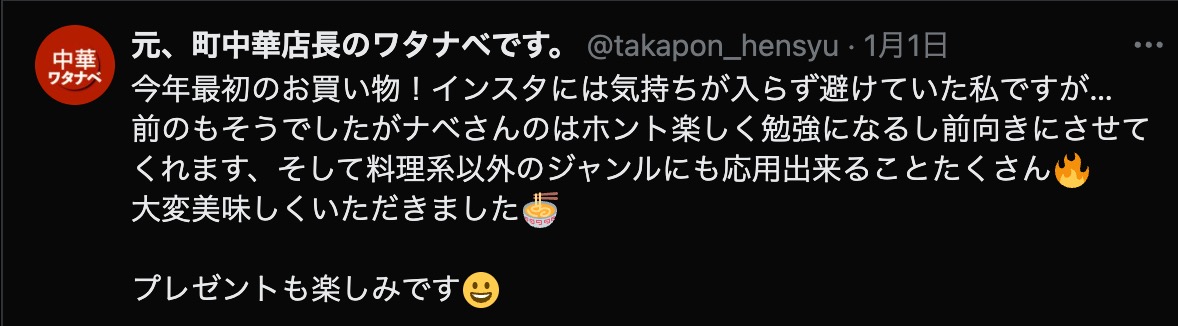 中華
ワタナベ
元、町中華店長のワタナベです。 @takapon_hensyu · 1月1日
今年最初のお買い物！インスタには気持ちが入らず避けていた私ですが...
前のもそうでしたがナベさんのはホント楽しく勉強になるし前向きにさせて
くれます、そして料理系以外のジャンルにも応用出来ることたくさん🔥
大変美味しくいただきました🍜
プレゼントも楽しみです😀